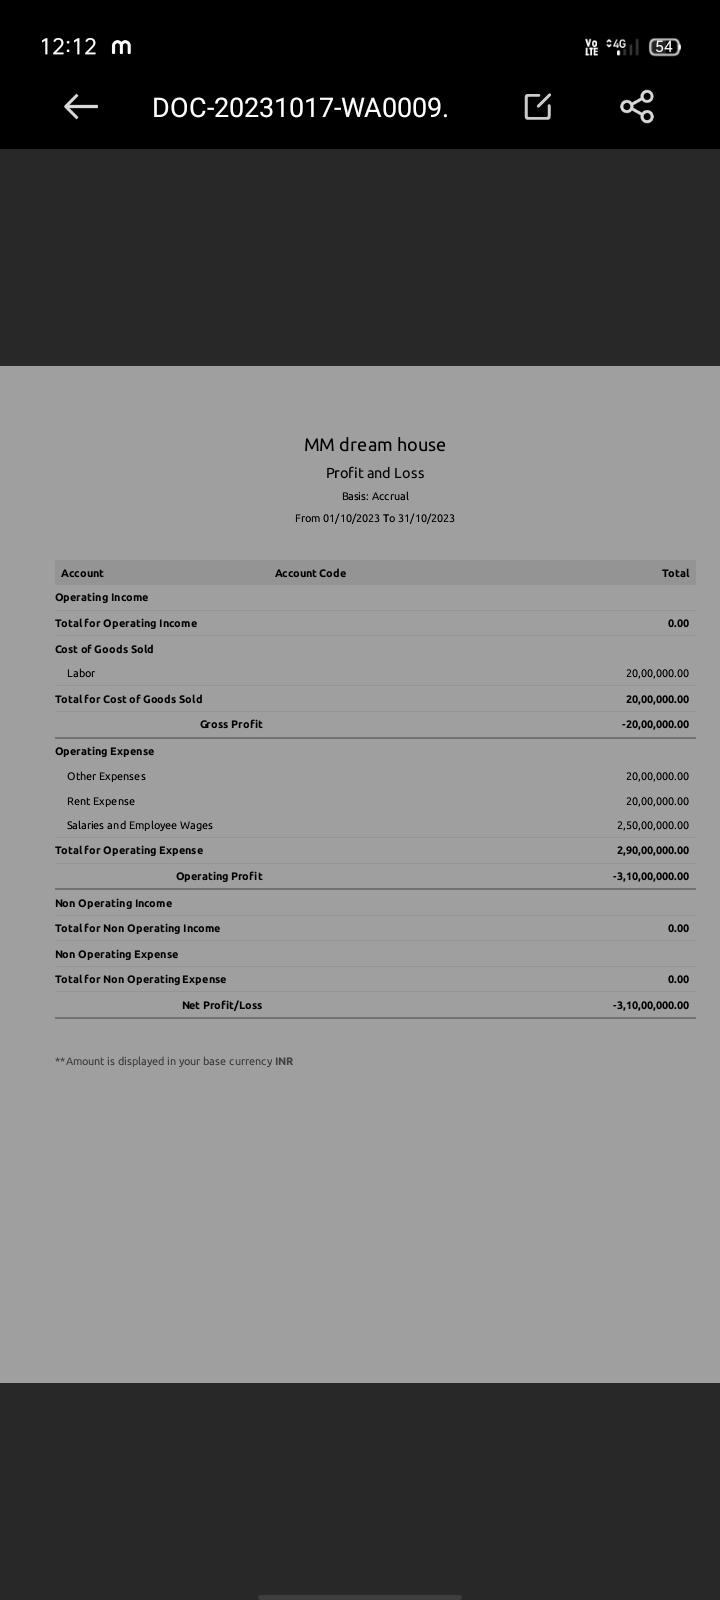 12:12 m VoLTE 4G 54
DOC-20231017-WA0009.
MM dream house
Profit and Loss
Basis: Accrual
From 01/10/2023 To 31/10/2023
Account Account Code Total
Operating Income
Total for Operating Income 0.00
Cost of Goods Sold
Labor 20,00,000.00
Total for Cost of Goods Sold 20,00,000.00
Gross Profit -20,00,000.00
Operating Expense
Other Expenses 20,00,000.00
Rent Expense 20,00,000.00
Salaries and Employee Wages 2,50,00,000.00
Total for Operating Expense 2,90,00,000.00
Operating Profit -3,10,00,000.00
Non Operating Income
Total for Non Operating Income 0.00
Non Operating Expense
Total for Non Operating Expense 0.00
Net Profit/Loss -3,10,00,000.00
**Amount is displayed in your base currency INR